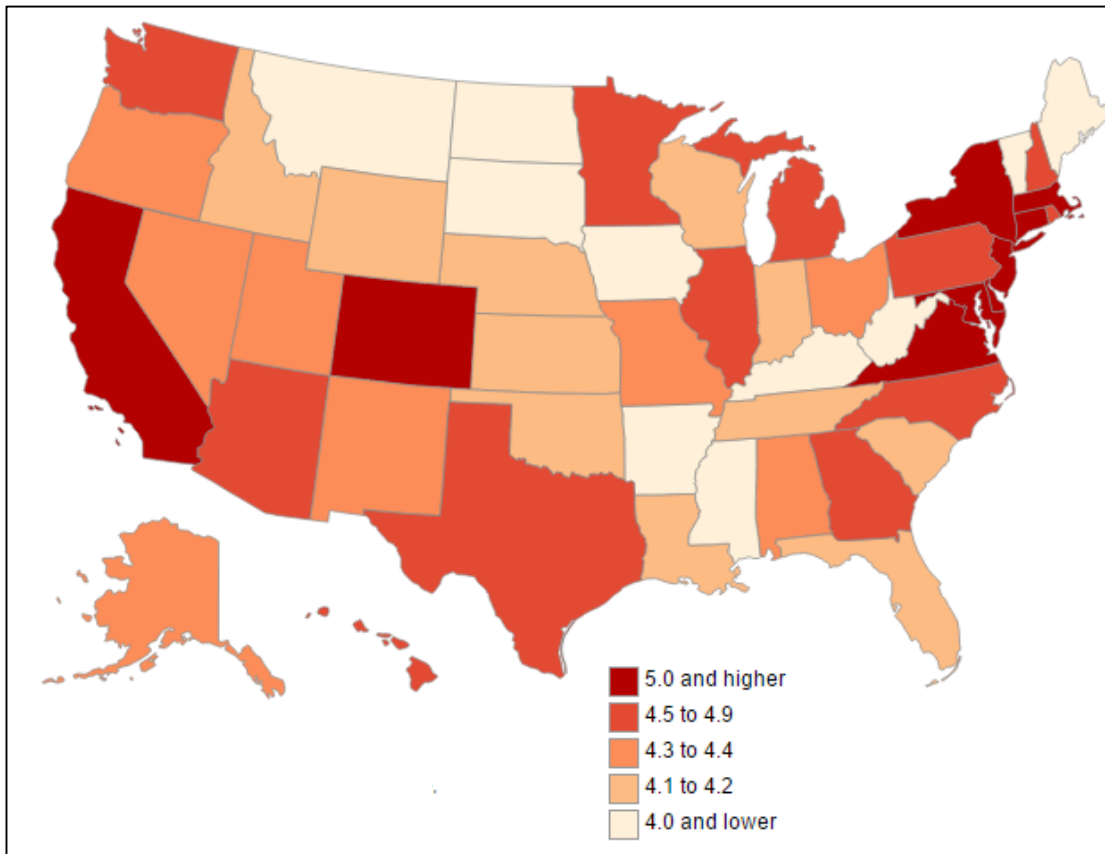 5.0 and higher
4.5 to 4.9
4.3 to 4.4
4.1 to 4.2
4.0 and lower